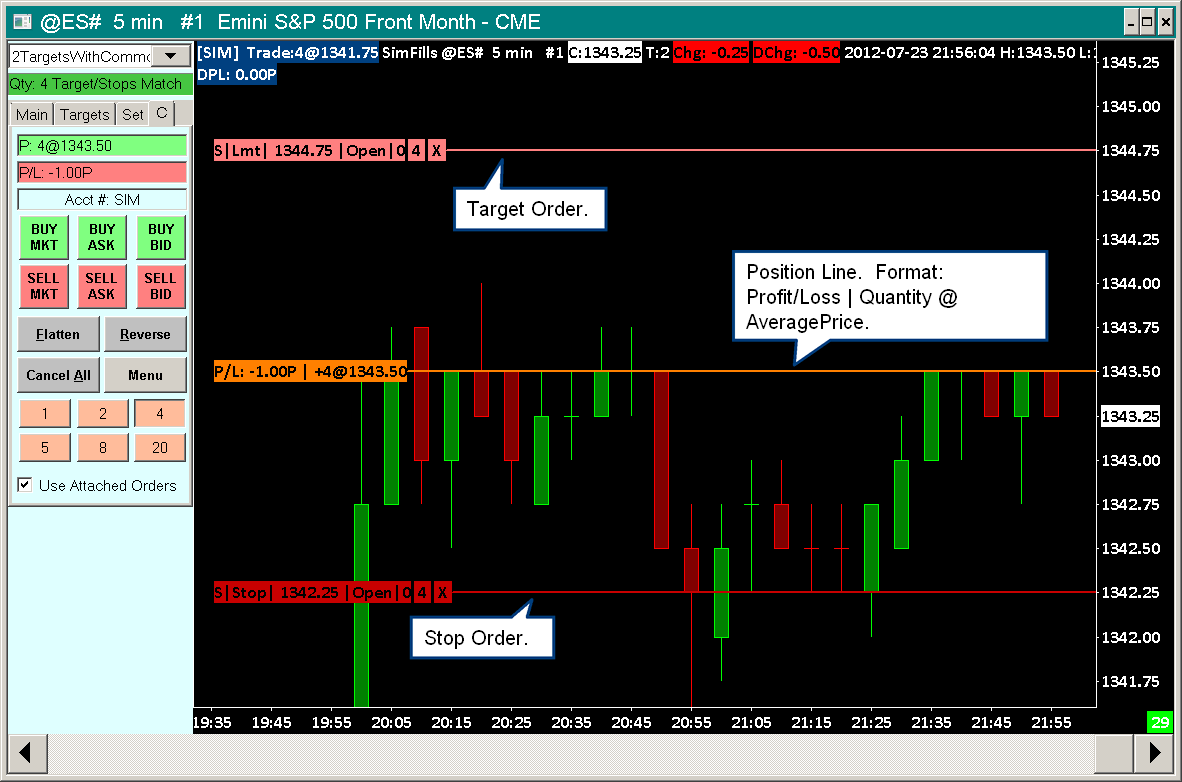 @ES#  5 min   #1  Emini S&P 500 Front Month - CME
2TargetsWithComm
Qty: 4 Target/Stops Match
Main
Targets
Set
C
P: 4@1343.50
P/L: -1.00P
Acct #: SIM
BUY MKT
BUY ASK
BUY BID
SELL MKT
SELL ASK
SELL BID
Flatten
Reverse
Cancel All
Menu
1
2
4
5
8
20
Use Attached Orders
[SIM] Trade:4@1341.75 SimFills @ES#  5 min   #1 C:1343.25 T:2 Chg: -0.25 DChg: -0.50 2012-07-23 21:56:04 H:1343.50 L:
DPL: 0.00P
S|Lmt| 1344.75 |Open|0 4 X
Target Order.
Position Line.  Format:
Profit/Loss | Quantity @
AveragePrice.
P/L: -1.00P | +4@1343.50
S|Stop| 1342.25 |Open|0 4 X
Stop Order.
1345.25
1345.00
1344.75
1344.50
1344.25
1344.00
1343.75
1343.50
1343.25
1343.00
1342.75
1342.50
1342.25
1342.00
1341.75
19:35 19:45 19:55 20:05 20:15 20:25 20:35 20:45 20:55 21:05 21:15 21:25 21:35 21:45 21:55
29